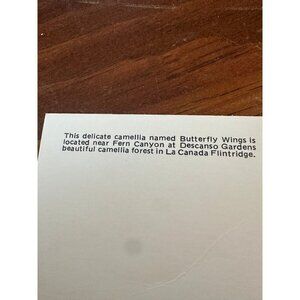 This delicate camellia named Butterfly Wings is
located near Fern Canyon at Descanso Gardens
beautiful camellia forest in La Canada Flintridge.